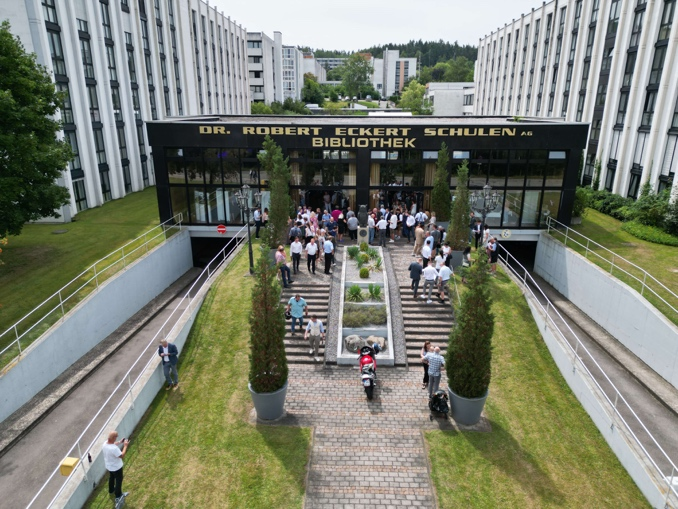 DR. ROBERT ECKERT SCHULEN AG
BIBLIOTHEK